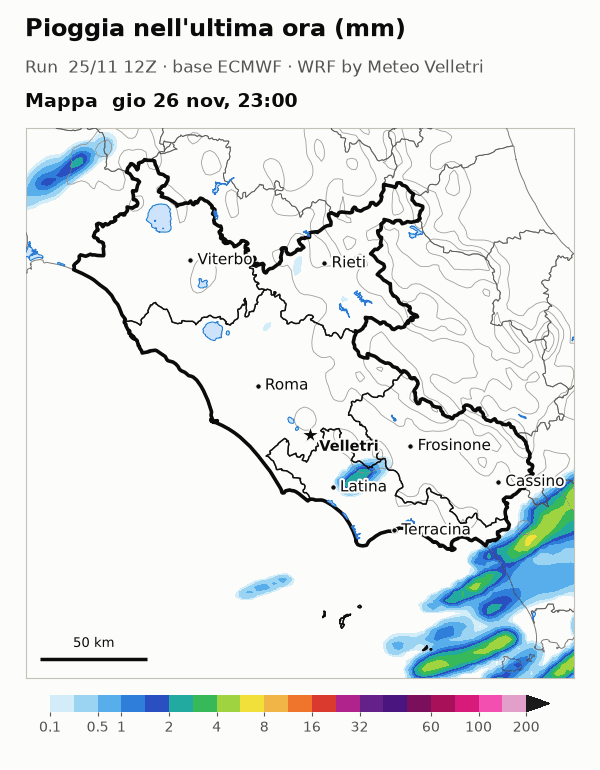 Pioggia nell'ultima ora (mm)
Run  25/11 12Z · base ECMWF · WRF by Meteo Velletri
Mappa  gio 26 nov, 23:00
Viterbo
Rieti
Roma
Velletri
Frosinone
Latina
Cassino
Terracina
50 km
0.1 0.5 1 2 4 8 16 32 60 100 200